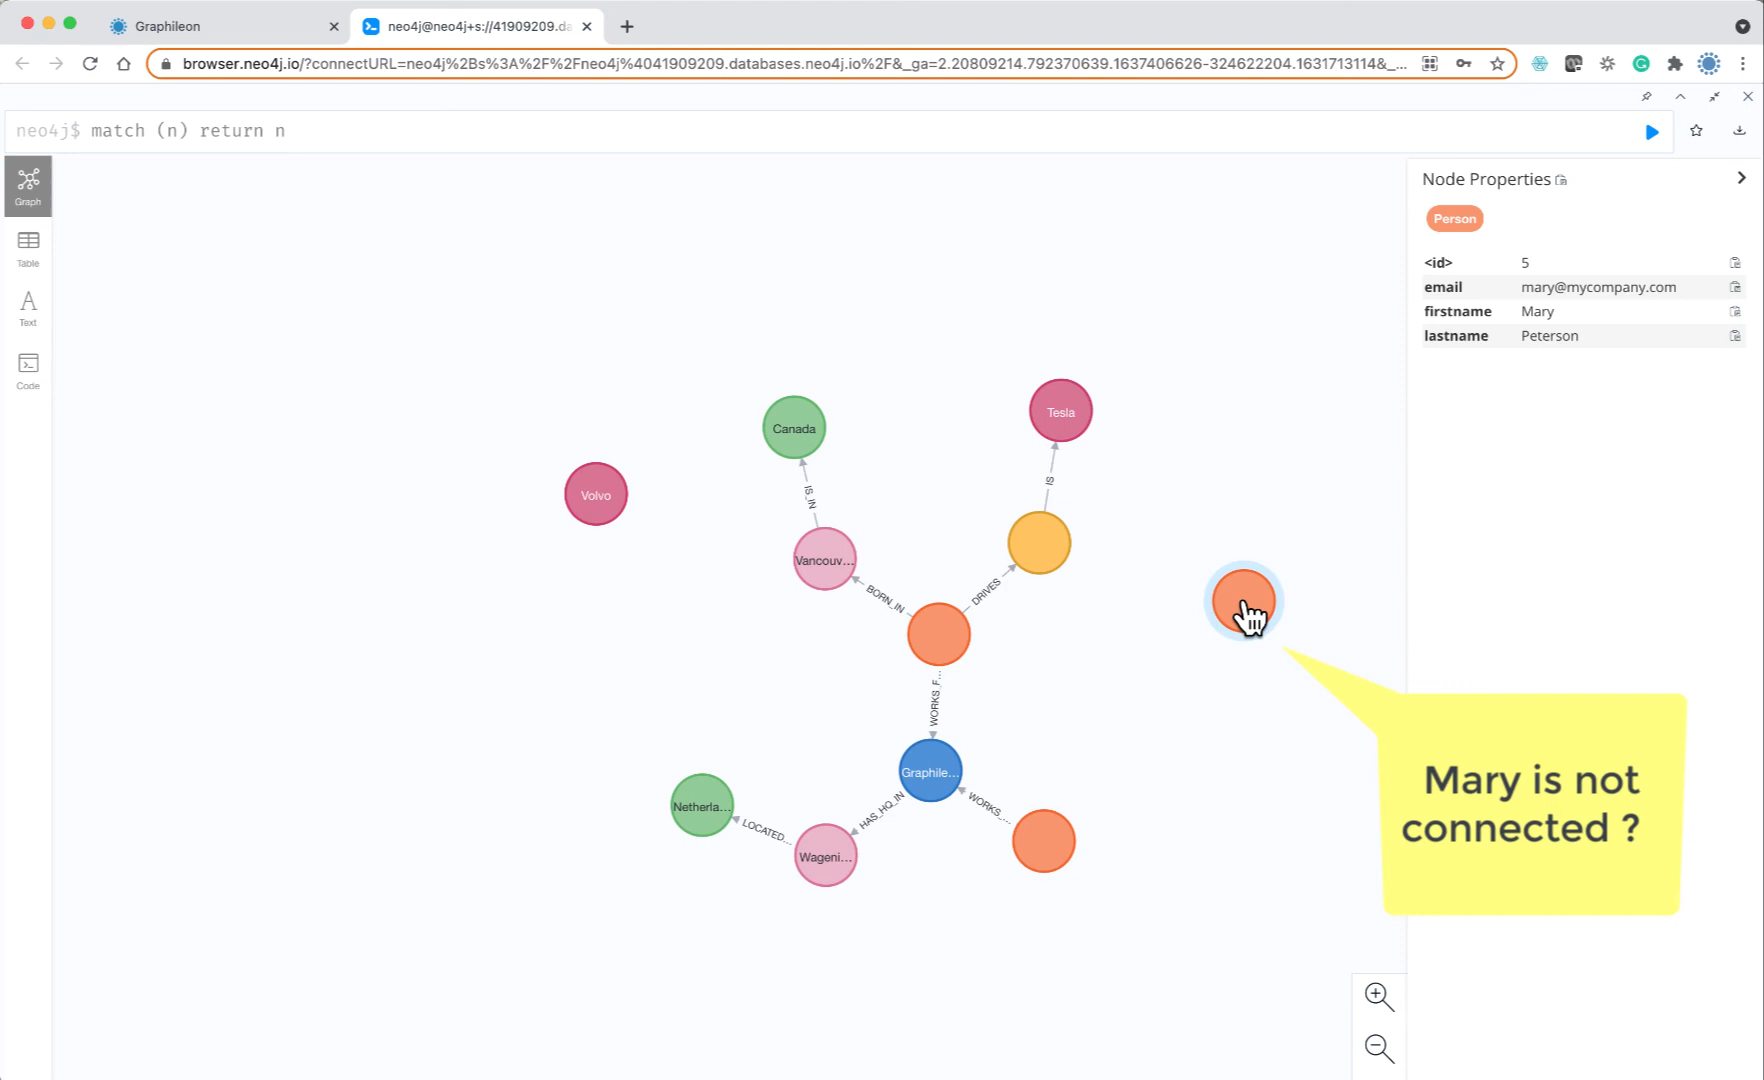 Graphileon
neo4j@neo4j+s://41909209.da
browser.neo4j.io/?connectURL=neo4j%2Bs%3A%2F%2Fneo4j%4041909209.databases.neo4j.io%2F&_ga=2.20809214.792370639.1637406626-324622204.1631713114&_...
neo4j$ match (n) return n
Graph
Table
A
Text
Code
Node Properties
Person
<id> 5
email mary@mycompany.com
firstname Mary
lastname Peterson
Tesla
Canada
IS
IS_IN
Volvo
Vancouv...
BORN_IN
DRIVES
WORKS_F...
Graphile...
WORKS_...
HAS_HQ_IN
Netherla...
LOCATED...
Wageni...
Mary is not
connected ?